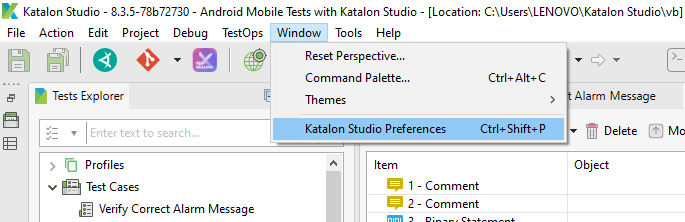 Katalon Studio - 8.3.5-78b72730 - Android Mobile Tests with Katalon Studio - [Location: C:\Users\LENOVO\Katalon Studio\vb]
File Action Edit Project Debug TestOps Window Tools Help
Reset Perspective...
Command Palette... Ctrl+Alt+C
Themes
Katalon Studio Preferences Ctrl+Shift+P
Tests Explorer
t Alarm Message
Enter text to search...
Delete Mo
Profiles
Item Object
Test Cases
1 - Comment
Verify Correct Alarm Message
2 - Comment
3 - Binary Statement